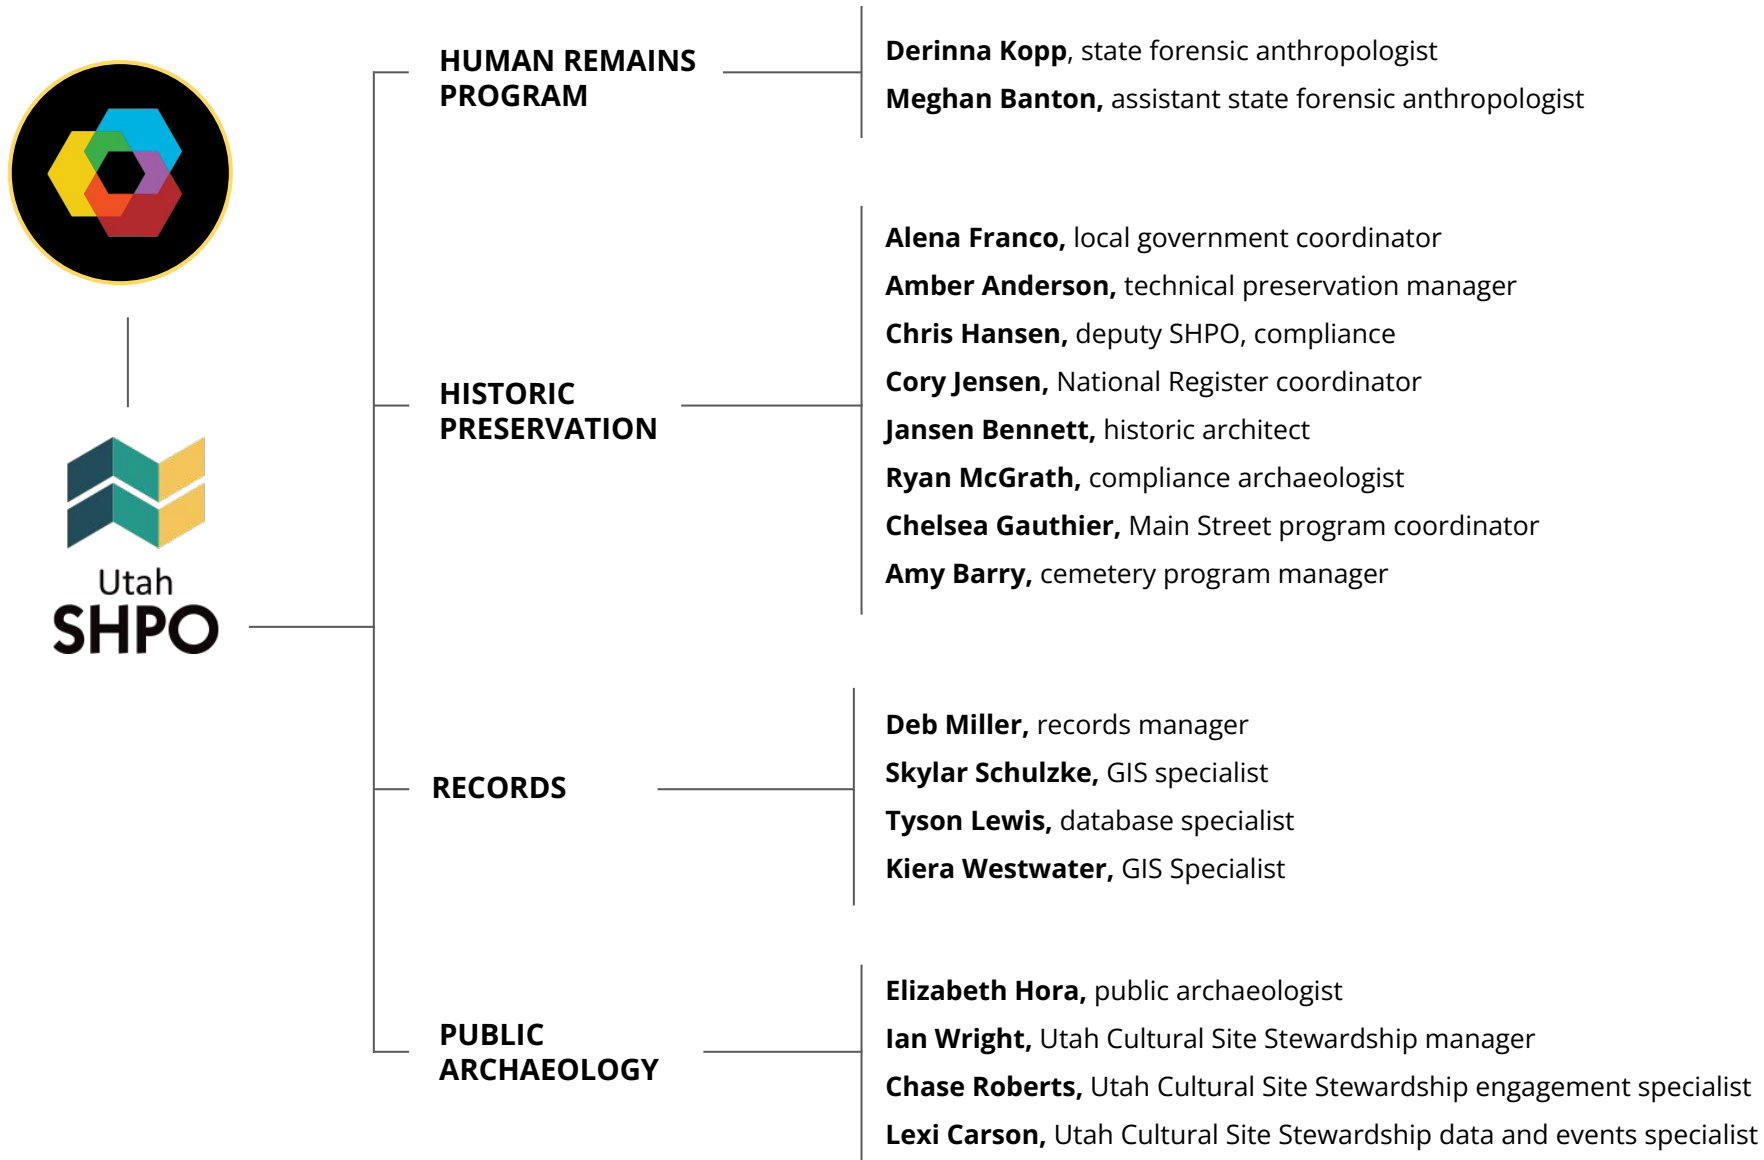 Utah
SHPO
HUMAN REMAINS
PROGRAM
Derinna Kopp, state forensic anthropologist
Meghan Banton, assistant state forensic anthropologist
HISTORIC
PRESERVATION
Alena Franco, local government coordinator
Amber Anderson, technical preservation manager
Chris Hansen, deputy SHPO, compliance
Cory Jensen, National Register coordinator
Jansen Bennett, historic architect
Ryan McGrath, compliance archaeologist
Chelsea Gauthier, Main Street program coordinator
Amy Barry, cemetery program manager
RECORDS
Deb Miller, records manager
Skylar Schulzke, GIS specialist
Tyson Lewis, database specialist
Kiera Westwater, GIS Specialist
PUBLIC
ARCHAEOLOGY
Elizabeth Hora, public archaeologist
Ian Wright, Utah Cultural Site Stewardship manager
Chase Roberts, Utah Cultural Site Stewardship engagement specialist
Lexi Carson, Utah Cultural Site Stewardship data and events specialist